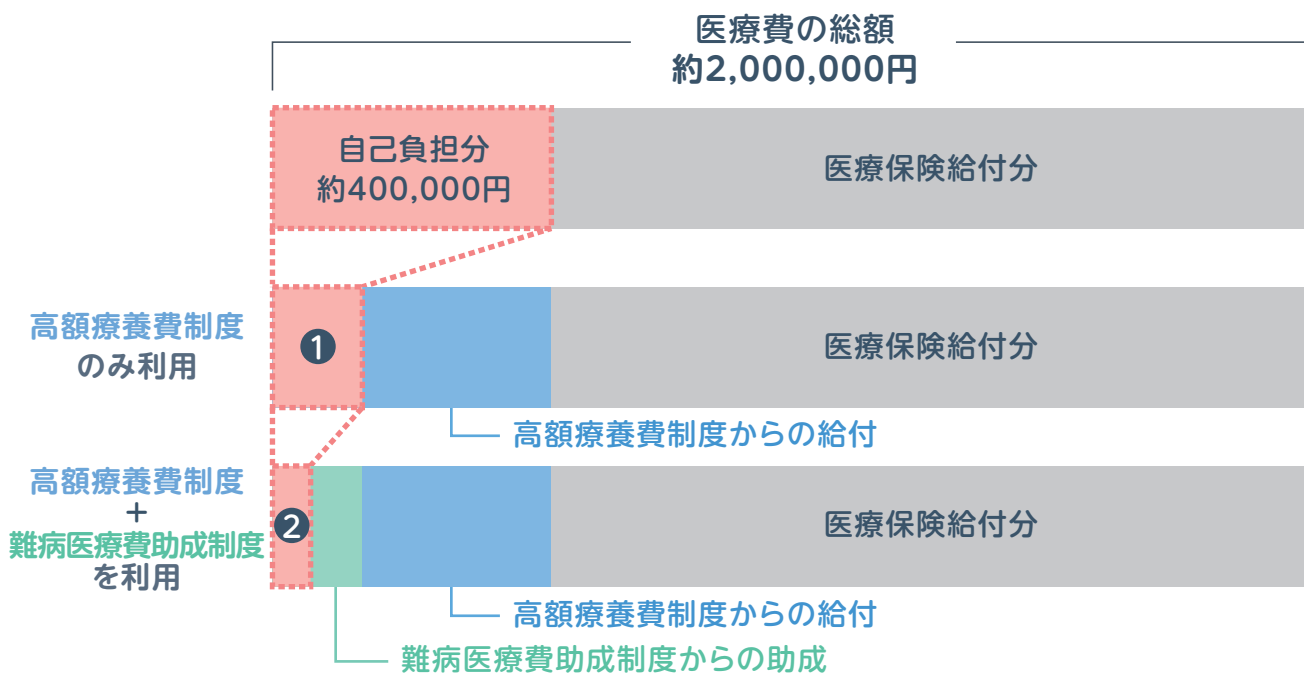 医療費の総額
約2,000,000円
自己負担分
約400,000円
医療保険給付分
高額療養費制度
のみ利用
❶
医療保険給付分
高額療養費制度からの給付
高額療養費制度
+
難病医療費助成制度
を利用
❷
医療保険給付分
高額療養費制度からの給付
難病医療費助成制度からの助成